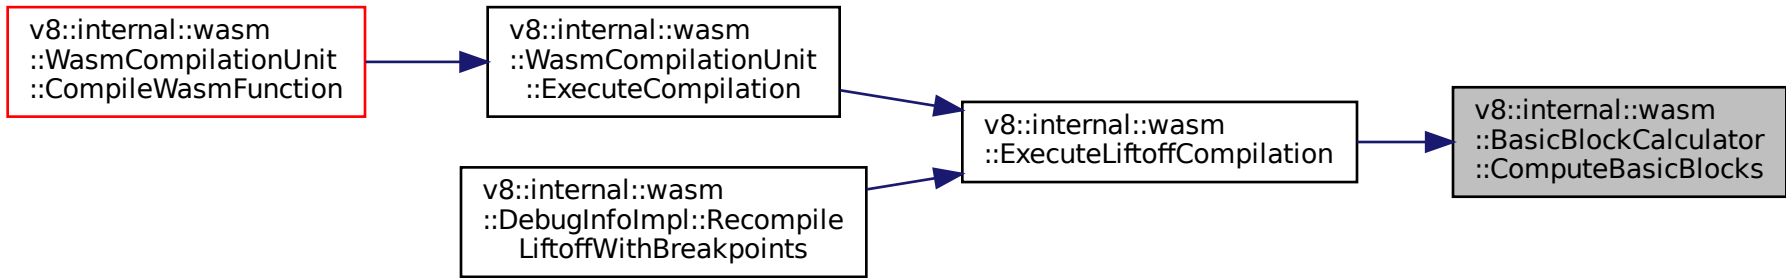 v8::internal::wasm
::WasmCompilationUnit
::CompileWasmFunction
v8::internal::wasm
::WasmCompilationUnit
::ExecuteCompilation
v8::internal::wasm
::DebugInfoImpl::Recompile
LiftoffWithBreakpoints
v8::internal::wasm
::ExecuteLiftoffCompilation
v8::internal::wasm
::BasicBlockCalculator
::ComputeBasicBlocks